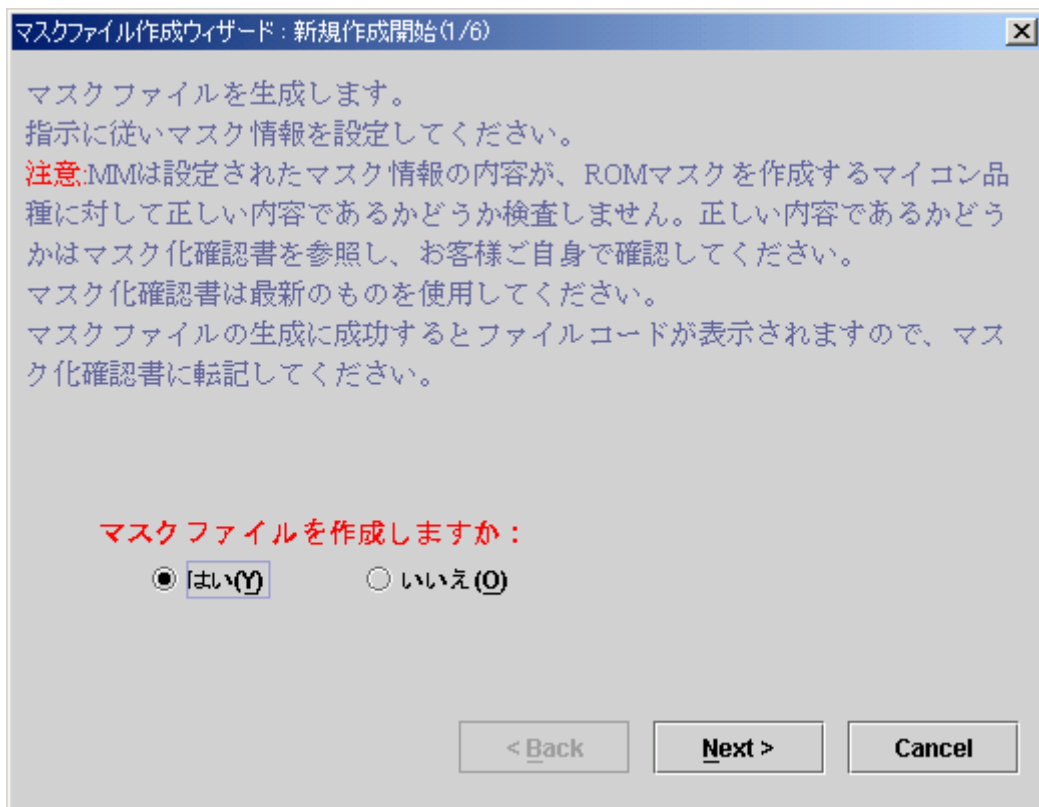 マスクファイル作成ウィザード：新規作成開始(1/6)
マスクファイルを生成します。
指示に従いマスク情報を設定してください。
注意:MMは設定されたマスク情報の内容が、ROMマスクを作成するマイコン品
種に対して正しい内容であるかどうか検査しません。正しい内容であるかどう
かはマスク化確認書を参照し、お客様ご自身で確認してください。
マスク化確認書は最新のものを使用してください。
マスクファイルの生成に成功するとファイルコードが表示されますので、マス
ク化確認書に転記してください。
マスクファイルを作成しますか：
はい(Y) いいえ(O)
< Back Next > Cancel